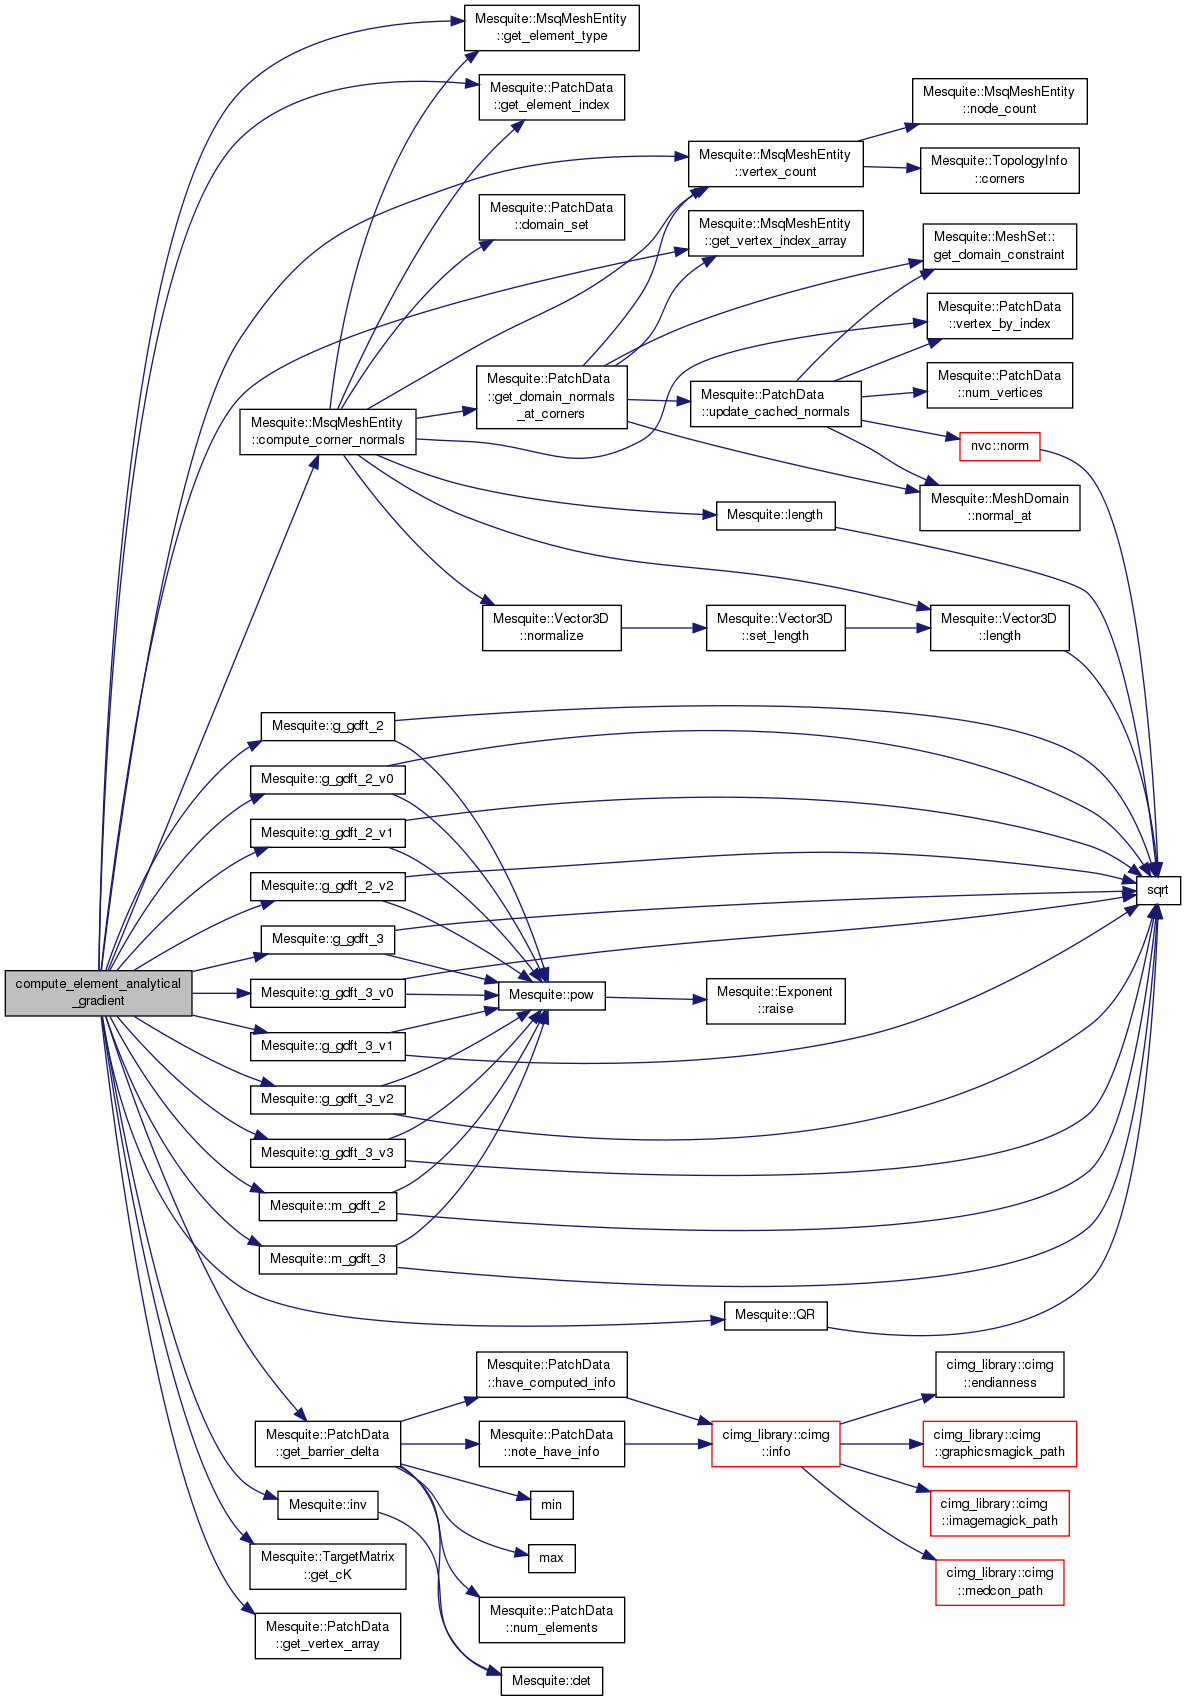 Mesquite::MsqMeshEntity
::get_element_type
Mesquite::PatchData
::get_element_index
Mesquite::MsqMeshEntity
::node_count
Mesquite::MsqMeshEntity
::vertex_count
Mesquite::TopologyInfo
::corners
Mesquite::PatchData
::domain_set
Mesquite::MsqMeshEntity
::get_vertex_index_array
Mesquite::MeshSet::
get_domain_constraint
Mesquite::PatchData
::vertex_by_index
Mesquite::PatchData
::get_domain_normals
_at_corners
Mesquite::PatchData
::update_cached_normals
Mesquite::PatchData
::num_vertices
Mesquite::MsqMeshEntity
::compute_corner_normals
nvc::norm
Mesquite::MeshDomain
::normal_at
Mesquite::length
Mesquite::Vector3D
::normalize
Mesquite::Vector3D
::set_length
Mesquite::Vector3D
::length
Mesquite::g_gdft_2
Mesquite::g_gdft_2_v0
Mesquite::g_gdft_2_v1
Mesquite::g_gdft_2_v2
sqrt
Mesquite::g_gdft_3
compute_element_analytical
_gradient
Mesquite::g_gdft_3_v0
Mesquite::pow
Mesquite::Exponent
::raise
Mesquite::g_gdft_3_v1
Mesquite::g_gdft_3_v2
Mesquite::g_gdft_3_v3
Mesquite::m_gdft_2
Mesquite::m_gdft_3
Mesquite::QR
Mesquite::PatchData
::have_computed_info
cimg_library::cimg
::endianness
Mesquite::PatchData
::get_barrier_delta
Mesquite::PatchData
::note_have_info
cimg_library::cimg
::info
cimg_library::cimg
::graphicsmagick_path
Mesquite::inv
min
cimg_library::cimg
::imagemagick_path
Mesquite::TargetMatrix
::get_cK
max
cimg_library::cimg
::medcon_path
Mesquite::PatchData
::get_vertex_array
Mesquite::PatchData
::num_elements
Mesquite::det